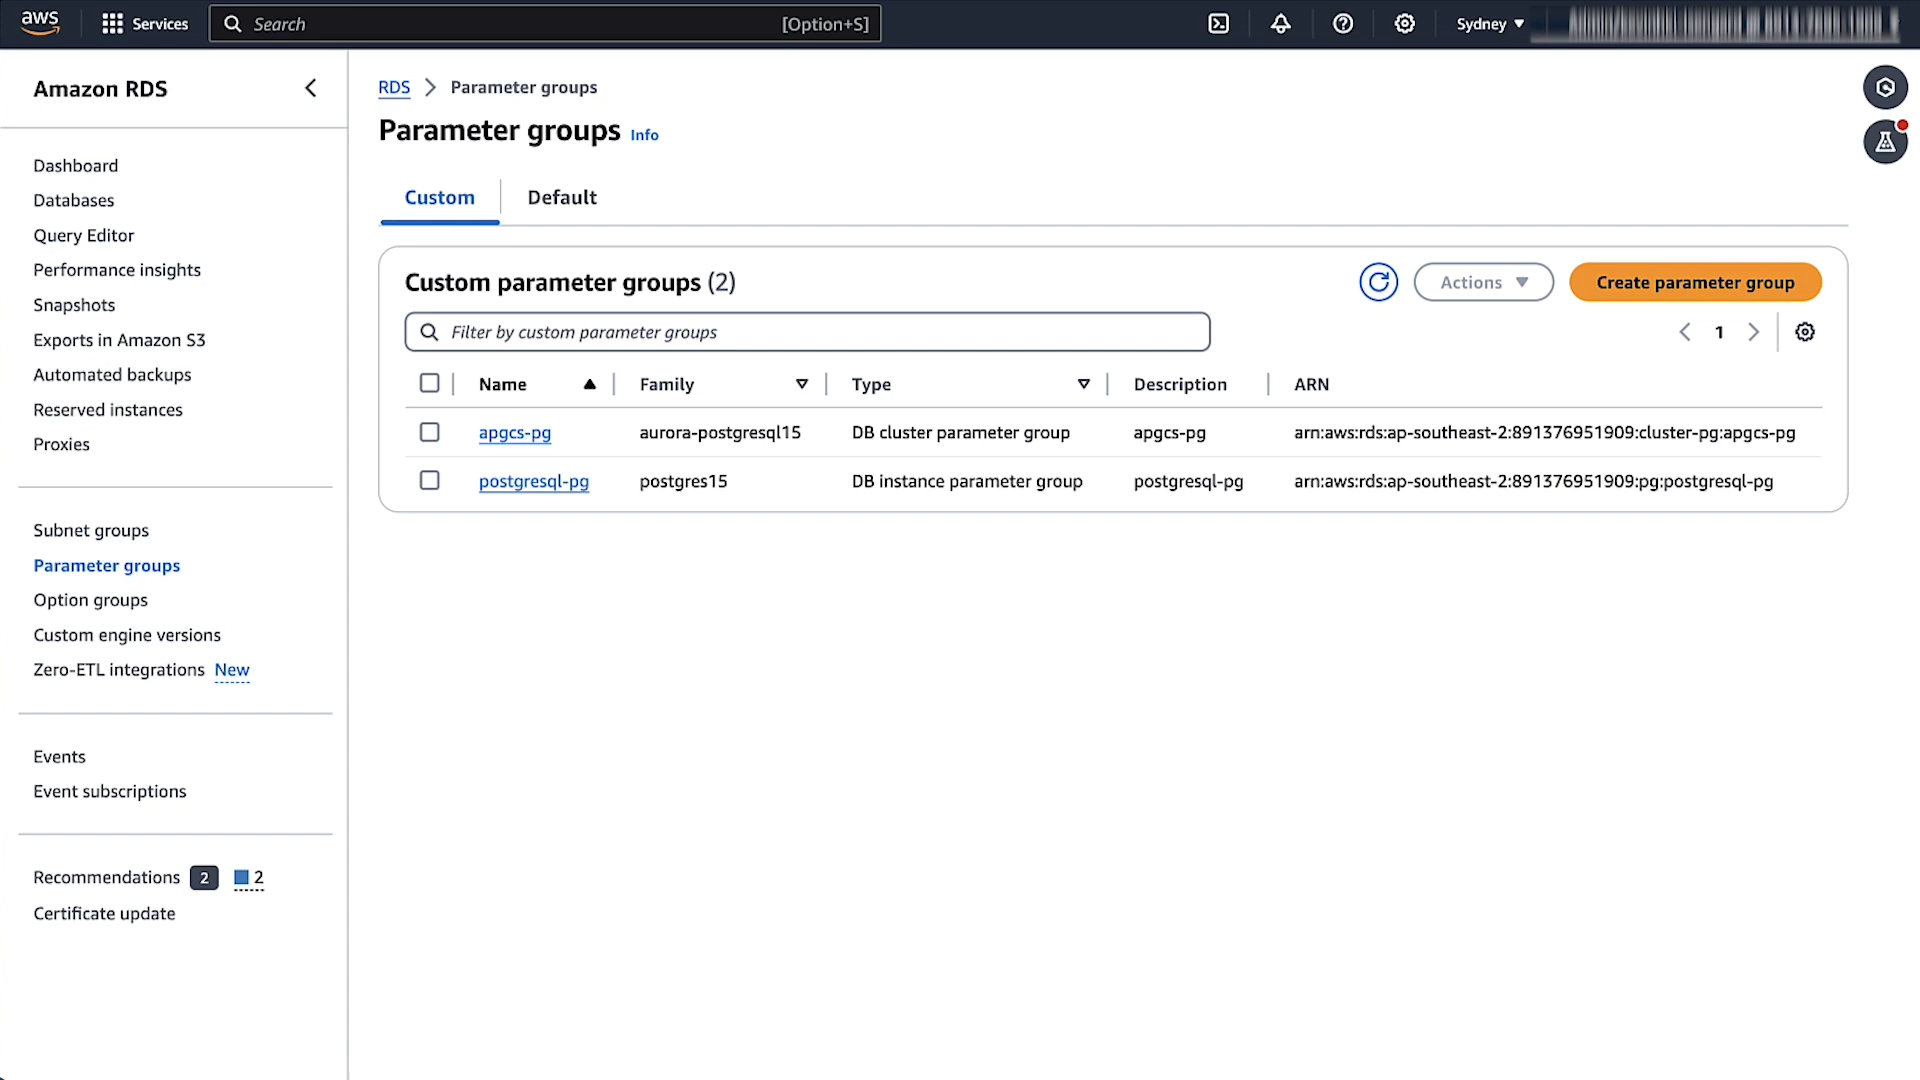 aws
Services
Search [Option+S]
Sydney
Amazon RDS
Dashboard
Databases
Query Editor
Performance insights
Snapshots
Exports in Amazon S3
Automated backups
Reserved instances
Proxies
Subnet groups
Parameter groups
Option groups
Custom engine versions
Zero-ETL integrations New
Events
Event subscriptions
Recommendations 2 2
Certificate update
RDS Parameter groups
Parameter groups Info
Custom Default
Custom parameter groups (2)
Actions Create parameter group
Filter by custom parameter groups
1
Name Family Type Description ARN
apgcs-pg aurora-postgresql15 DB cluster parameter group apgcs-pg arn:aws:rds:ap-southeast-2:891376951909:cluster-pg:apgcs-pg
postgresql-pg postgres15 DB instance parameter group postgresql-pg arn:aws:rds:ap-southeast-2:891376951909:pg:postgresql-pg